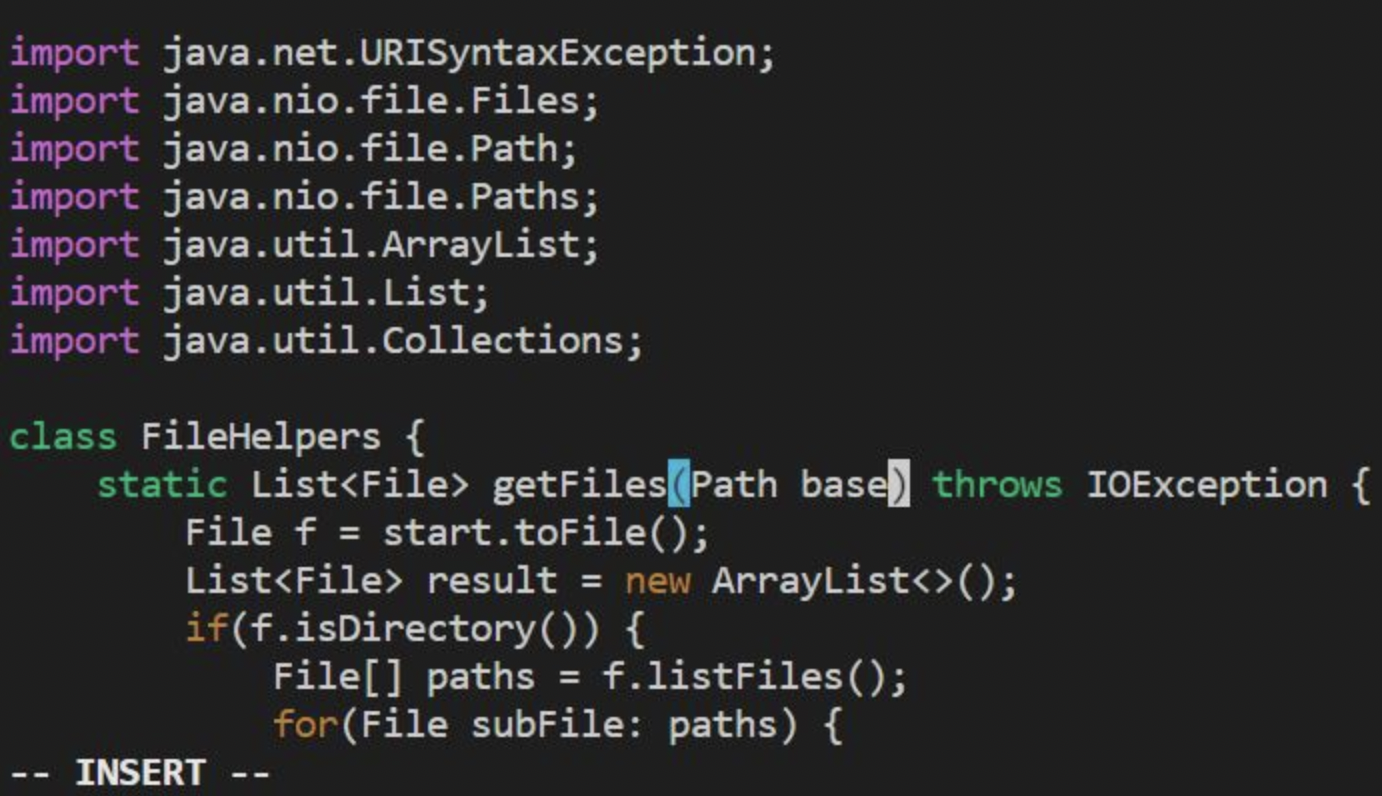 import java.net.URISyntaxException;
import java.nio.file.Files;
import java.nio.file.Path;
import java.nio.file.Paths;
import java.util.ArrayList;
import java.util.List;
import java.util.Collections;

class FileHelpers {
    static List<File> getFiles(Path base) throws IOException {
        File f = start.toFile();
        List<File> result = new ArrayList<>();
        if(f.isDirectory()) {
            File[] paths = f.listFiles();
            for(File subFile: paths) {
-- INSERT --